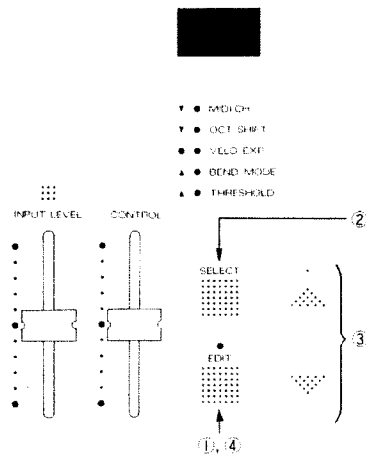 MIDI CH
OCT SHIFT
VELO EXP
BEND MODE
THRESHOLD
INPUT LEVEL
CONTROL
②
SELECT
③
EDIT
①, ④